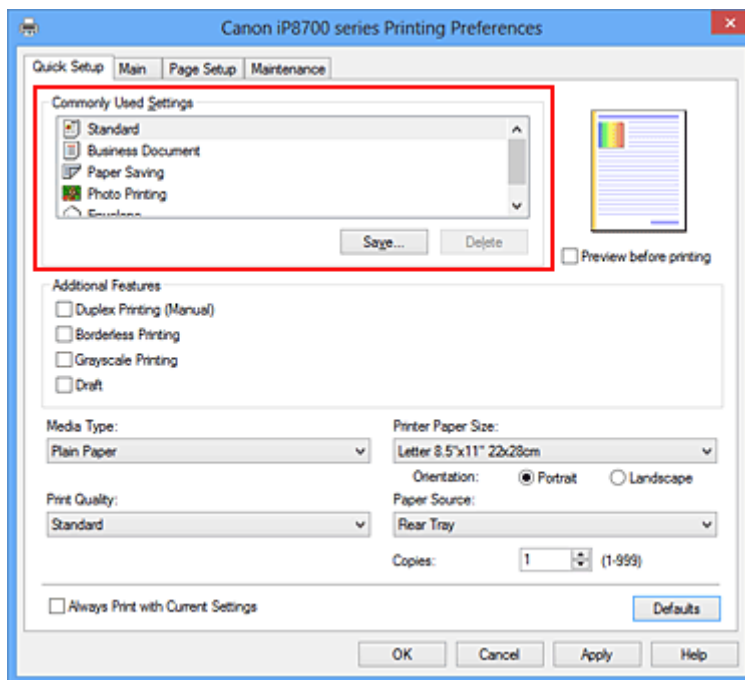 Canon iP8700 series Printing Preferences
Quick Setup Main Page Setup Maintenance
Commonly Used Settings
Standard
Business Document
Paper Saving
Photo Printing
Envelope
Save... Delete
Preview before printing
Additional Features
Duplex Printing (Manual)
Borderless Printing
Grayscale Printing
Draft
Media Type: Printer Paper Size:
Plain Paper Letter 8.5"x11" 22x28cm
Orientation: Portrait Landscape
Print Quality: Paper Source:
Standard Rear Tray
Copies: 1 (1-999)
Always Print with Current Settings Defaults
OK Cancel Apply Help